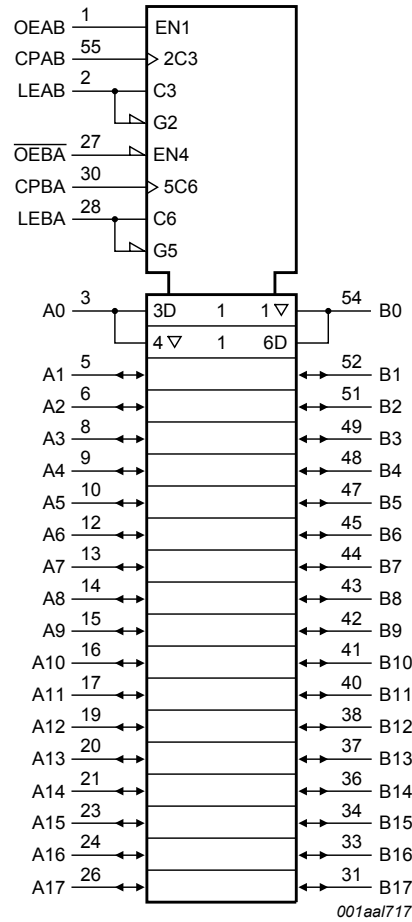 OEAB 1 EN1
CPAB 55 2C3
LEAB 2 C3
G2
OEBA 27 EN4
CPBA 30 5C6
LEBA 28 C6
G5
A0 3 3D 1 1 ▽ 54 B0
4 ▽ 1 6D
A1 5 52 B1
A2 6 51 B2
A3 8 49 B3
A4 9 48 B4
A5 10 47 B5
A6 12 45 B6
A7 13 44 B7
A8 14 43 B8
A9 15 42 B9
A10 16 41 B10
A11 17 40 B11
A12 19 38 B12
A13 20 37 B13
A14 21 36 B14
A15 23 34 B15
A16 24 33 B16
A17 26 31 B17
001aal717